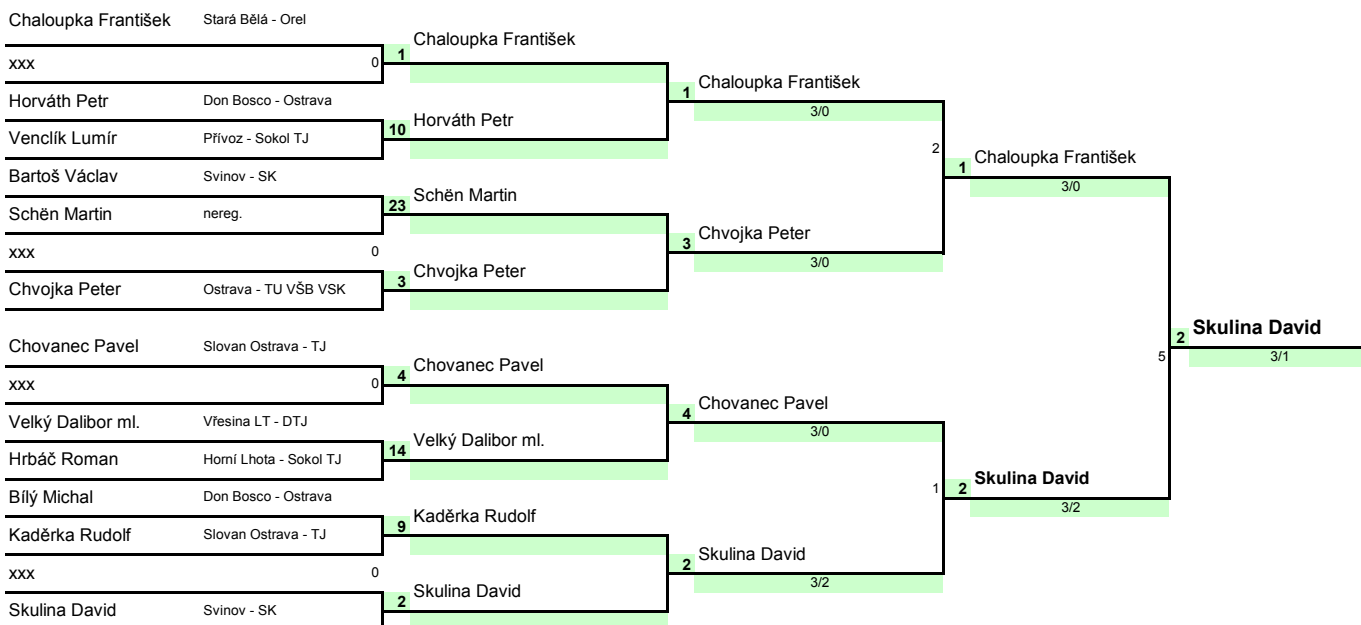 Chaloupka František Stará Bělá - Orel
1 Chaloupka František
xxx 0
1 Chaloupka František
3/0
Horváth Petr Don Bosco - Ostrava
10 Horváth Petr
Venclík Lumír Přívoz - Sokol TJ
2
1 Chaloupka František
3/0
Bartoš Václav Svinov - SK
23 Schën Martin
Schën Martin nereg.
3 Chvojka Peter
3/0
xxx 0
3 Chvojka Peter
Chvojka Peter Ostrava - TU VŠB VSK
2 Skulina David
5 3/1
Chovanec Pavel Slovan Ostrava - TJ
4 Chovanec Pavel
xxx 0
4 Chovanec Pavel
3/0
Velký Dalibor ml. Vřesina LT - DTJ
14 Velký Dalibor ml.
Hrbáč Roman Horní Lhota - Sokol TJ
1
2 Skulina David
3/2
Bílý Michal Don Bosco - Ostrava
9 Kaděrka Rudolf
Kaděrka Rudolf Slovan Ostrava - TJ
2 Skulina David
3/2
xxx 0
2 Skulina David
Skulina David Svinov - SK